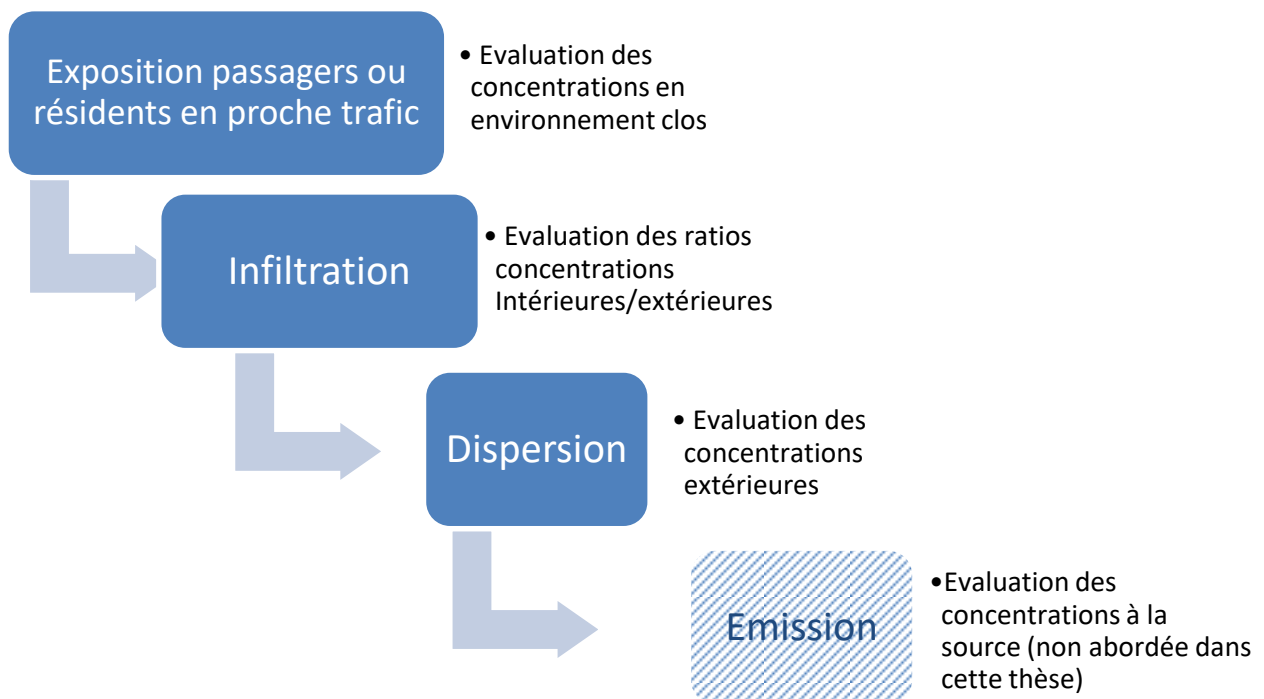 Exposition passagers ou
résidents en proche trafic
• Evaluation des
concentrations en
environnement clos
Infiltration
• Evaluation des ratios
concentrations
Intérieures/extérieures
Dispersion
• Evaluation des
concentrations
extérieures
Emission
•Evaluation des
concentrations à la
source (non abordée dans
cette thèse)